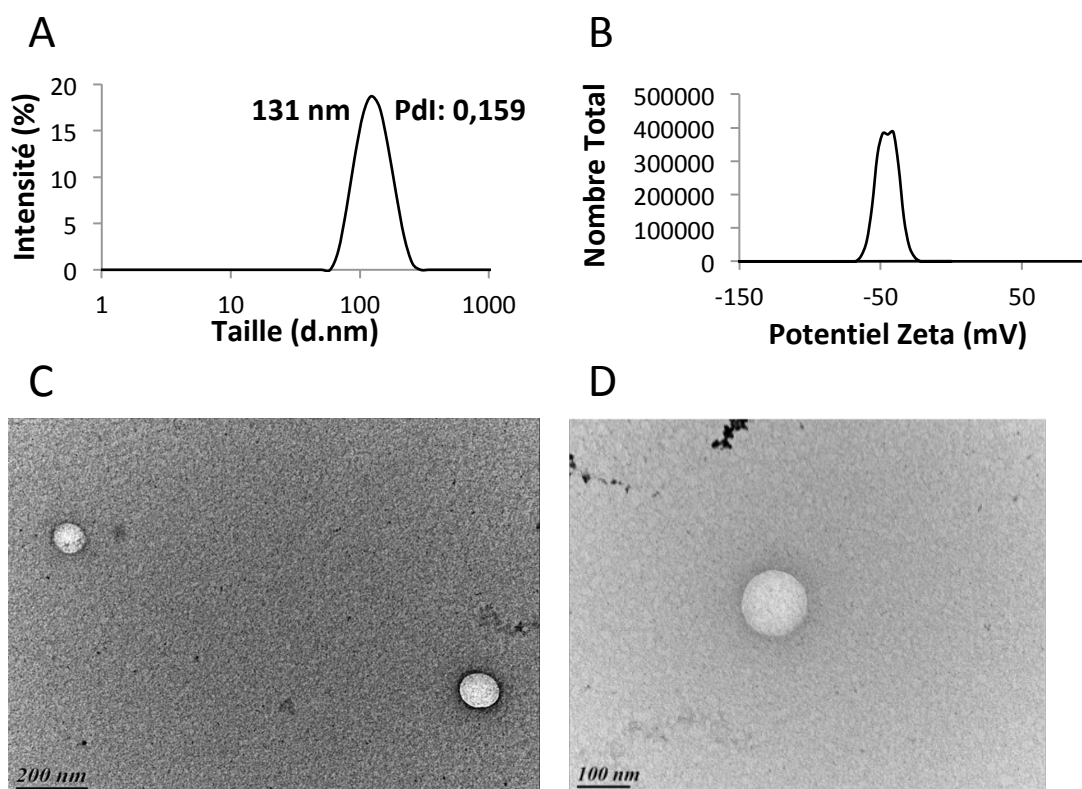 A
Intensité (%)
20
15
10
5
0
131 nm PdI: 0,159
1
10
100
1000
Taille (d.nm)
B
Nombre Total
500000
400000
300000
200000
100000
0
-150
-50
50
Potentiel Zeta (mV)
C
200 nm
D
100 nm